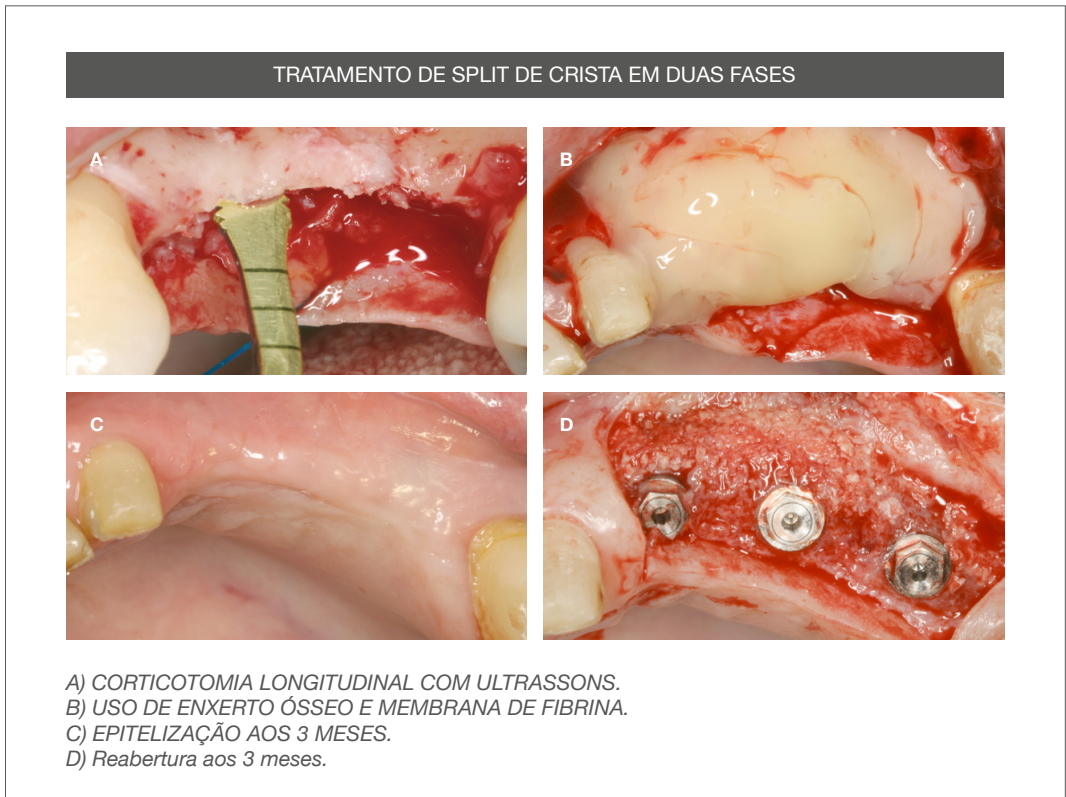 TRATAMENTO DE SPLIT DE CRISTA EM DUAS FASES
A
B
C
D
A) CORTICOTOMIA LONGITUDINAL COM ULTRASSONS.
B) USO DE ENXERTO ÓSSEO E MEMBRANA DE FIBRINA.
C) EPITELIZAÇÃO AOS 3 MESES.
D) Reabertura aos 3 meses.